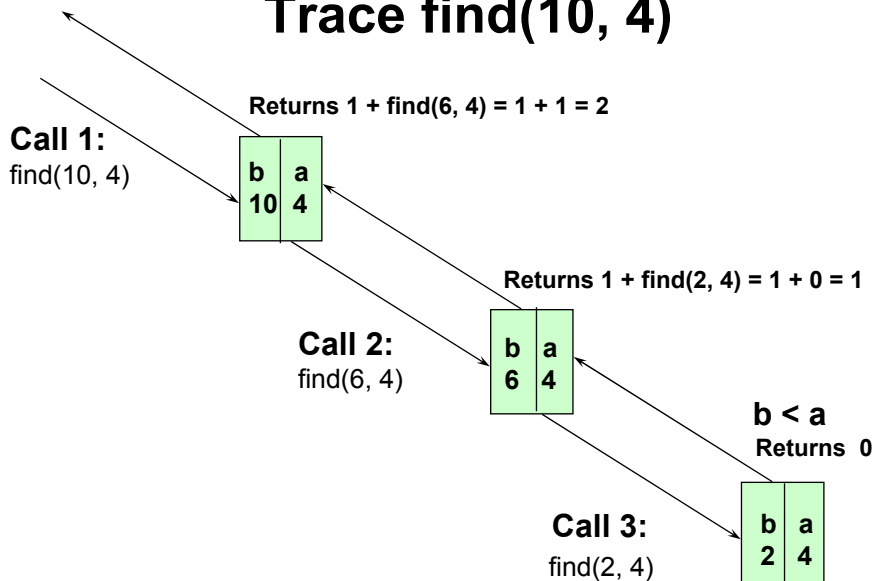 Trace find(10, 4)
Returns 1 + find(6, 4) = 1 + 1 = 2
Call 1:
find(10, 4)
b a
10 4
Returns 1 + find(2, 4) = 1 + 0 = 1
Call 2:
find(6, 4)
b a
6 4
b < a
Returns 0
Call 3:
find(2, 4)
b a
2 4